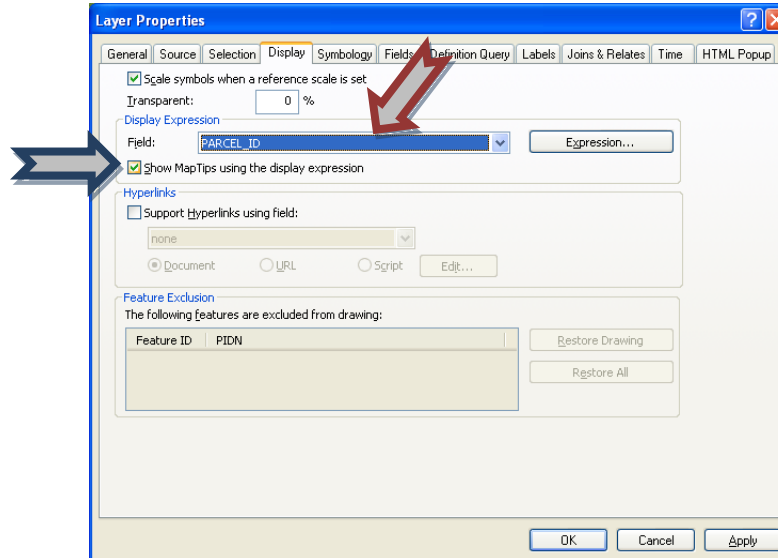 Layer Properties
General Source Selection Display Symbology Fields Definition Query Labels Joins & Relates Time HTML Popup
Scale symbols when a reference scale is set
Transparent: 0 %
Display Expression
Field: PARCEL_ID Expression...
Show MapTips using the display expression
Hyperlinks
Support Hyperlinks using field:
none
Document URL Script Edit...
Feature Exclusion
The following features are excluded from drawing:
Feature ID PIDN Restore Drawing
Restore All
OK Cancel Apply